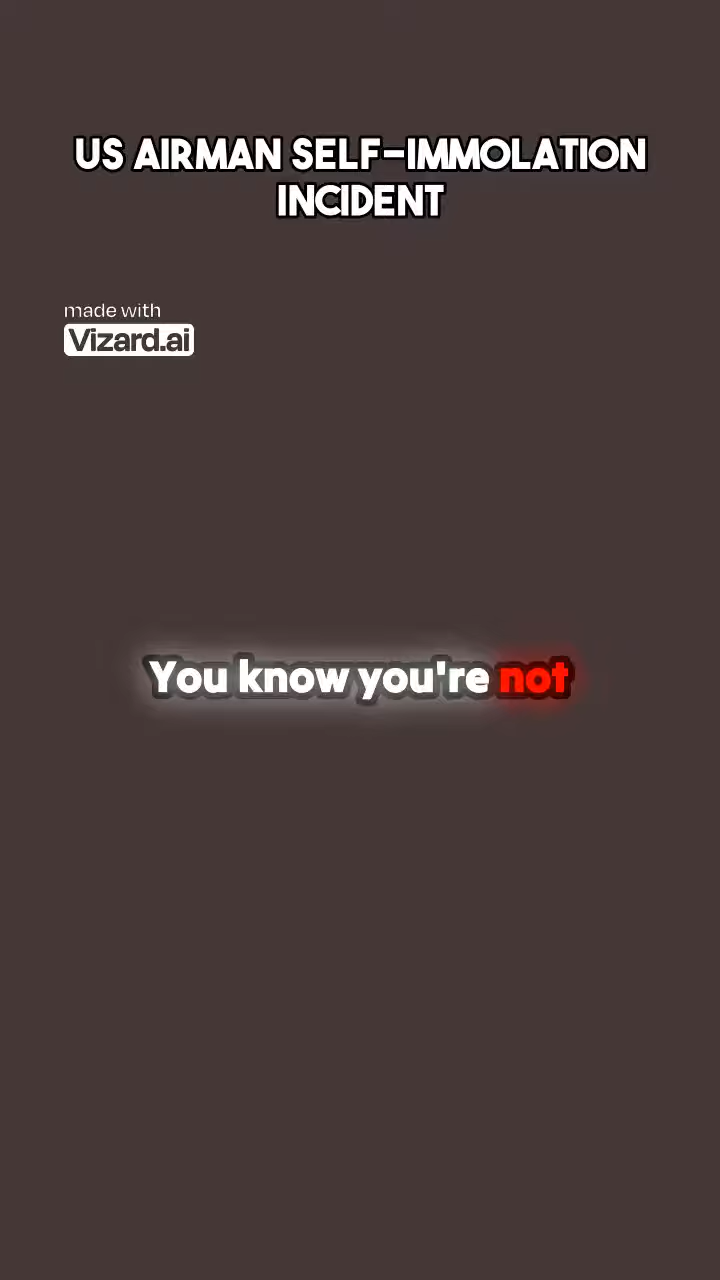 US AIRMAN SELF-IMMOLATION
INCIDENT
made with
Vizard.ai
You know you're not